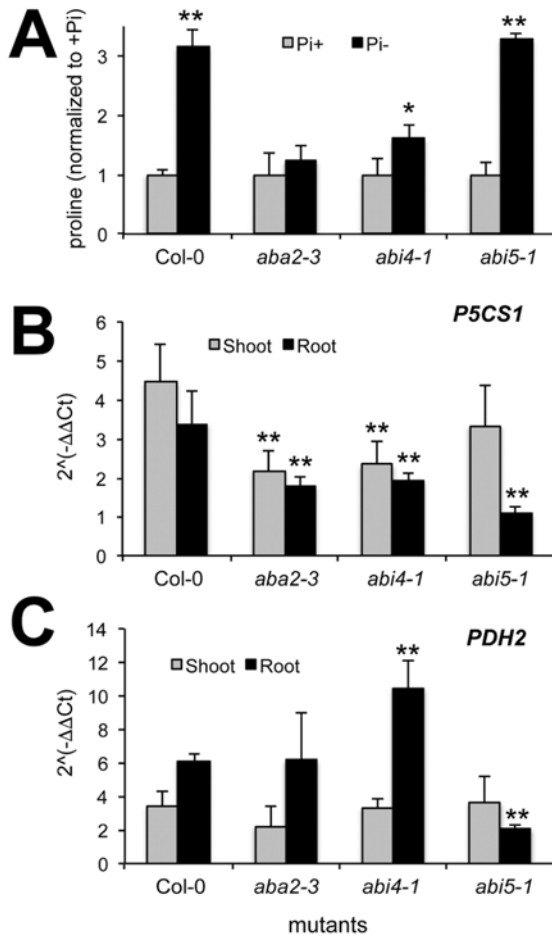 A
proline (normalized to +Pi)
3
2
1
0
Pi+ Pi-
**
*
**
Col-0 aba2-3 abi4-1 abi5-1
B
P5CS1
2^(-ΔΔCt)
6
5
4
3
2
1
0
Shoot Root
** ** ** ** **
Col-0 aba2-3 abi4-1 abi5-1
C
PDH2
2^(-ΔΔCt)
14
12
10
8
6
4
2
0
Shoot Root
** **
Col-0 aba2-3 abi4-1 abi5-1
mutants